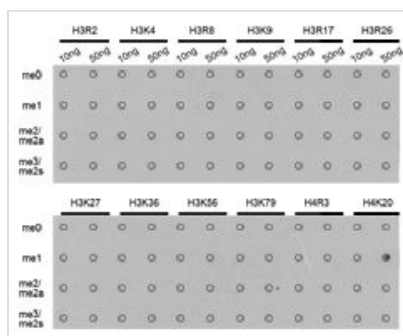 H3R2 H3K4 H3R8 H3K9 H3R17 H3R26
10ng 50ng 10ng 50ng 10ng 50ng 10ng 50ng 10ng 50ng 10ng 50ng
me0
me1
me2/
me2a
me3/
me2s
H3K27 H3K36 H3K56 H3K79 H4R3 H4K20
me0
me1
me2/
me2a
me3/
me2s